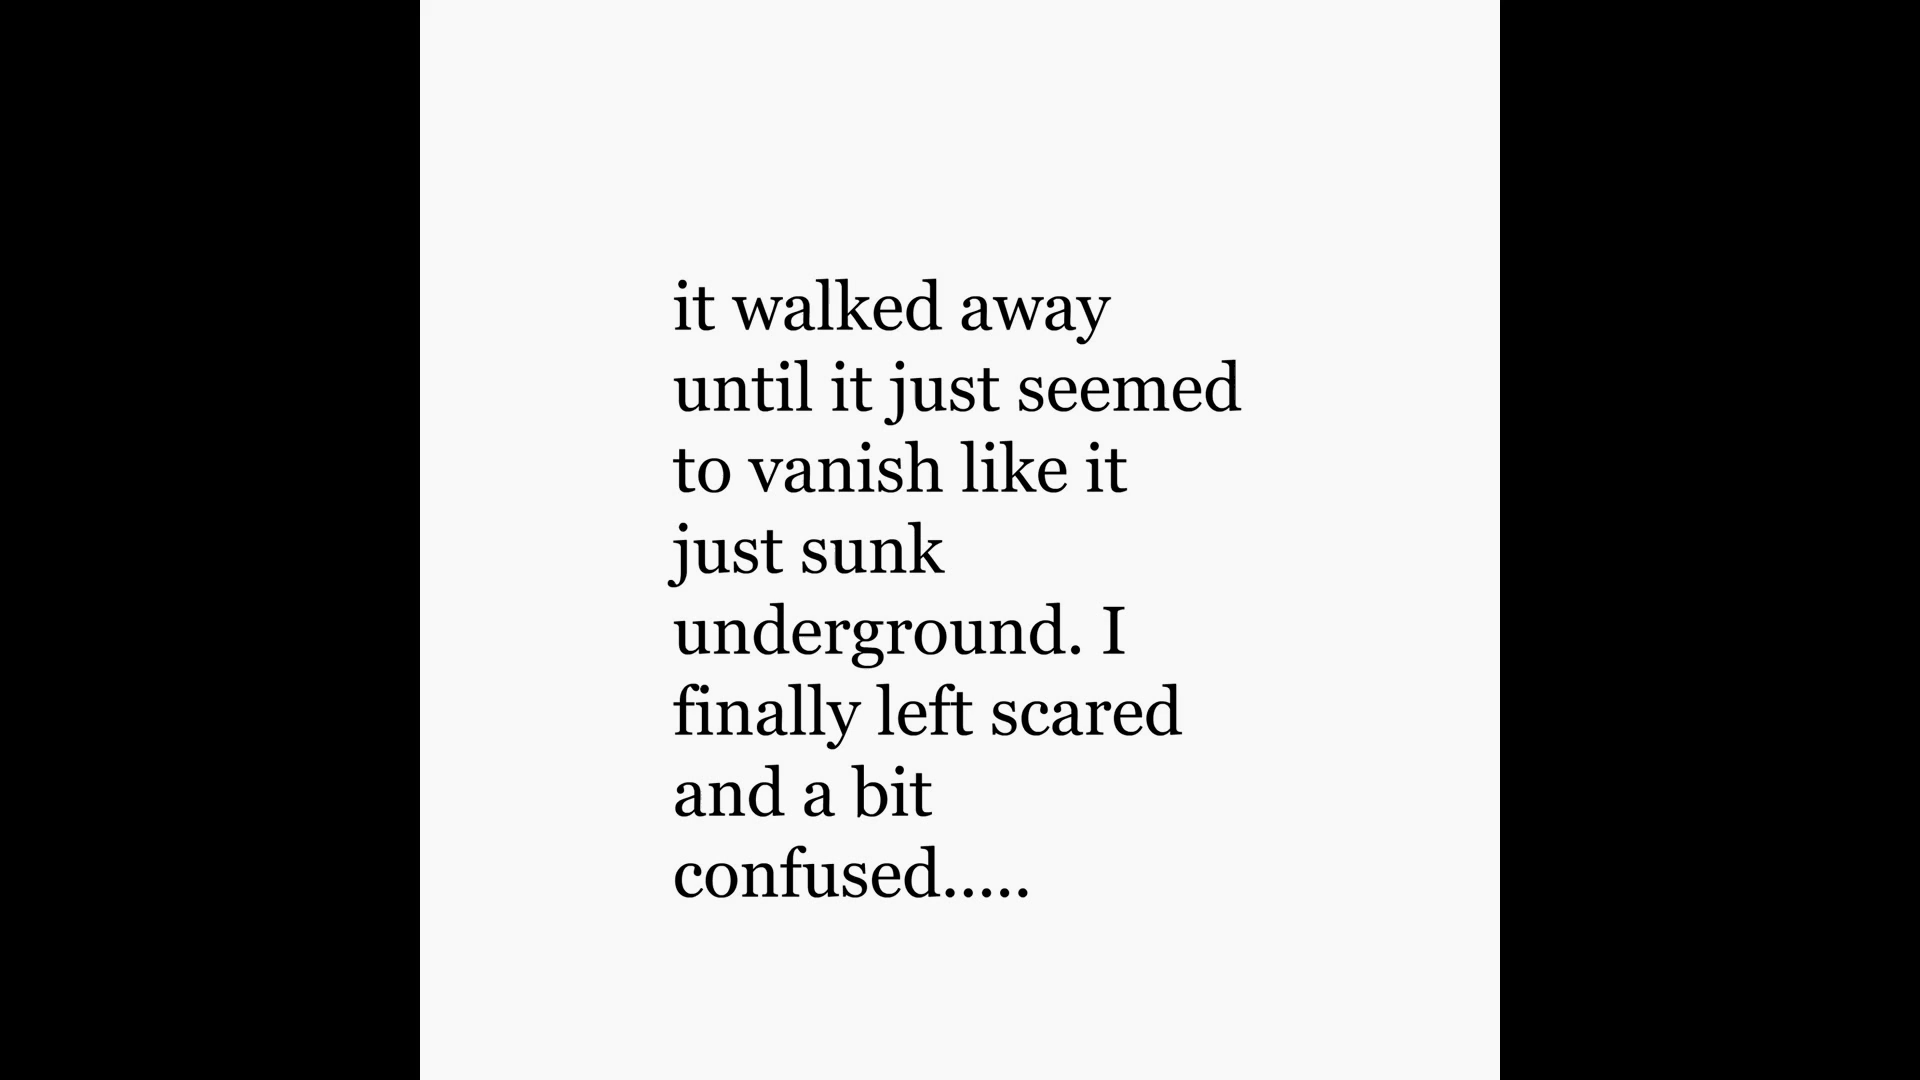 it walked away
until it just seemed
to vanish like it
just sunk
underground. I
finally left scared
and a bit
confused.....